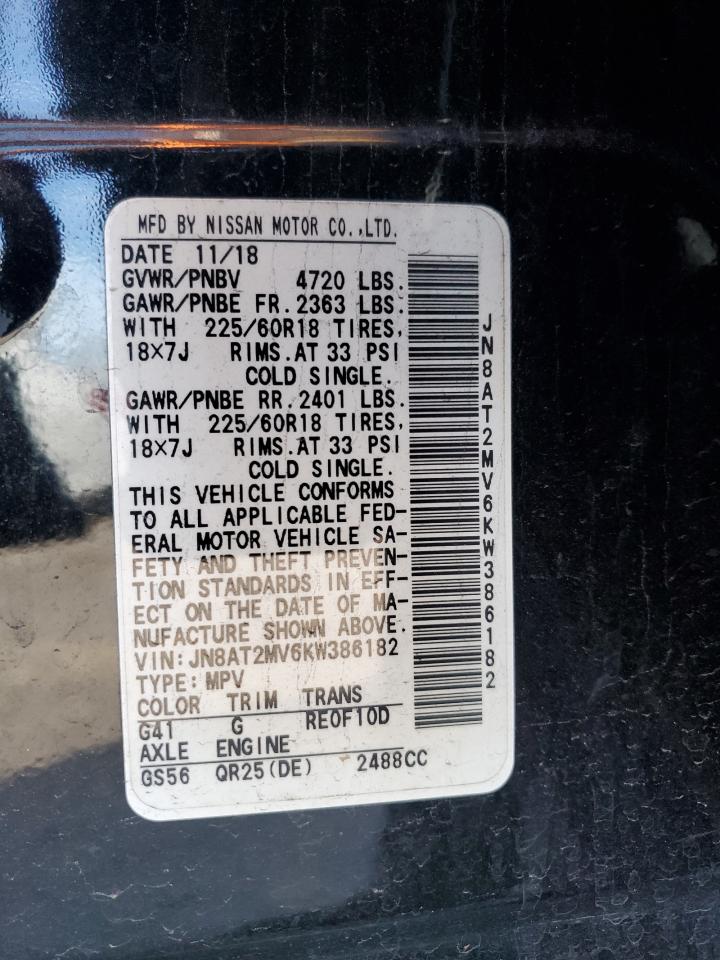 MFD BY NISSAN MOTOR CO.,LTD.
DATE 11/18
GVWR/PNBV 4720 LBS.
GAWR/PNBE FR. 2363 LBS.
WITH 225/60R18 TIRES,
18×7J RIMS.AT 33 PSI
COLD SINGLE.
GAWR/PNBE RR. 2401 LBS.
WITH 225/60R18 TIRES,
18×7J RIMS.AT 33 PSI
COLD SINGLE.
THIS VEHICLE CONFORMS
TO ALL APPLICABLE FED-
ERAL MOTOR VEHICLE SA-
FETY AND THEFT PREVEN-
TION STANDARDS IN EFF-
ECT ON THE DATE OF MA-
NUFACTURE SHOWN ABOVE.
VIN:JN8AT2MV6KW386182
TYPE:MPV
COLOR TRIM TRANS
G41 G RE0F10D
AXLE ENGINE
GS56 QR25(DE) 2488CC
JN8AT2MV6KW386182